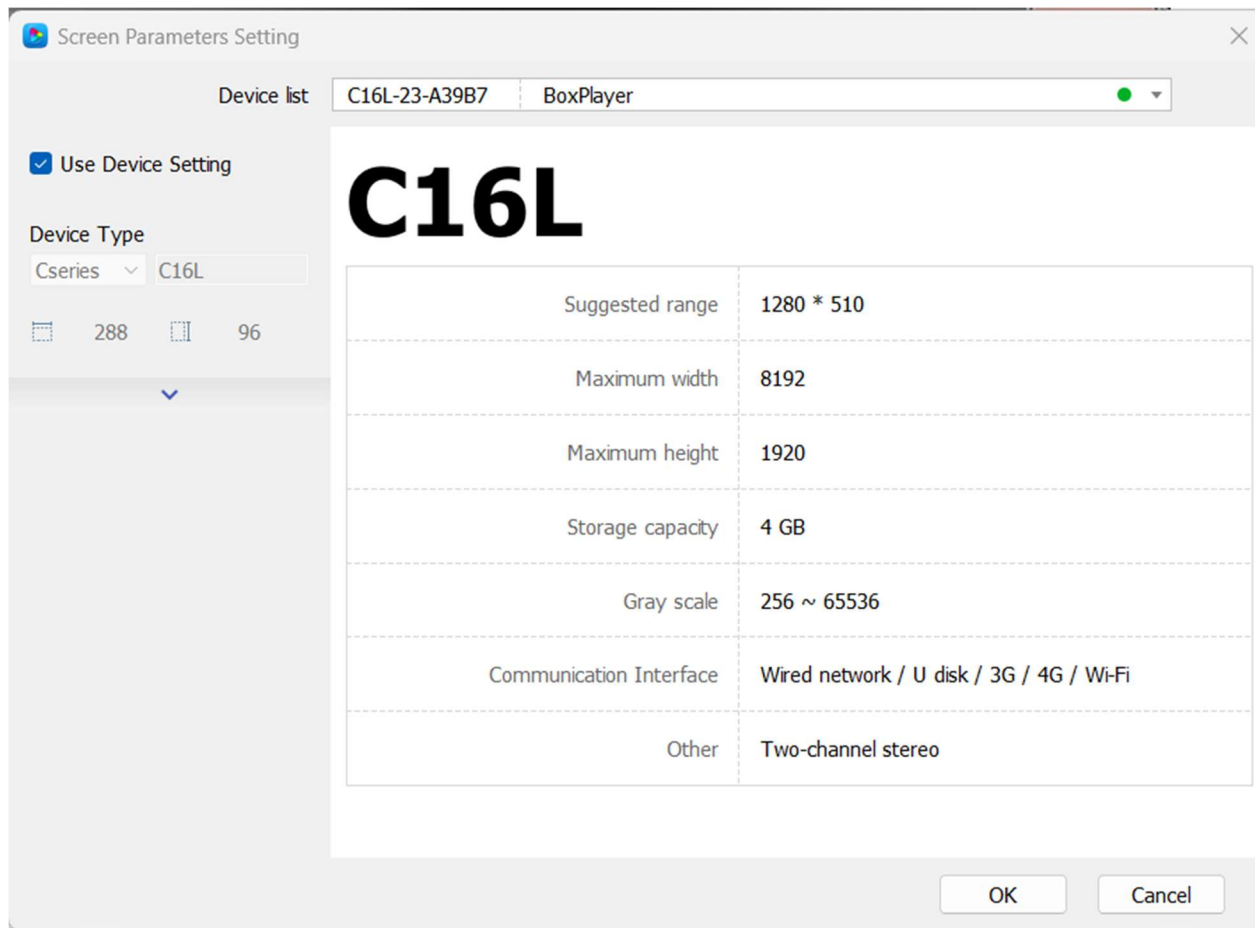 Screen Parameters Setting
Device list C16L-23-A39B7 BoxPlayer
Use Device Setting
Device Type
Cseries C16L
288 96
C16L
Suggested range 1280 * 510
Maximum width 8192
Maximum height 1920
Storage capacity 4 GB
Gray scale 256 ~ 65536
Communication Interface Wired network / U disk / 3G / 4G / Wi-Fi
Other Two-channel stereo
OK Cancel